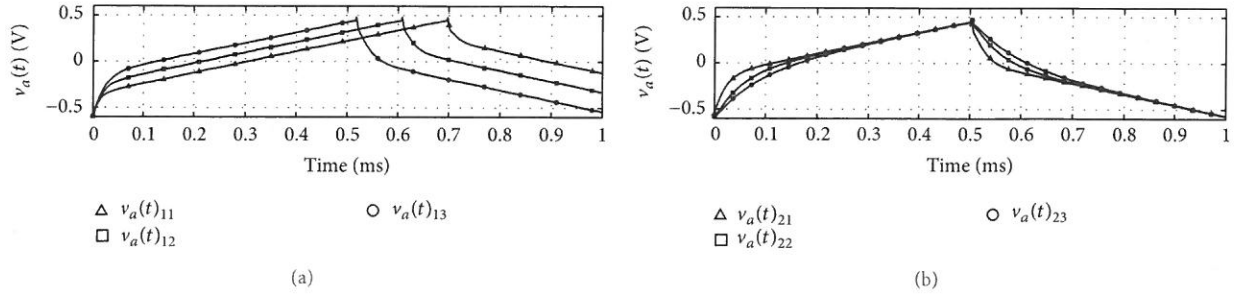 0.5
0
−0.5
v_a(t) (V)
0 0.1 0.2 0.3 0.4 0.5 0.6 0.7 0.8 0.9 1
Time (ms)
v_a(t)_11
v_a(t)_12
v_a(t)_13
(a)
0.5
0
−0.5
v_a(t) (V)
0 0.1 0.2 0.3 0.4 0.5 0.6 0.7 0.8 0.9 1
Time (ms)
v_a(t)_21
v_a(t)_22
v_a(t)_23
(b)